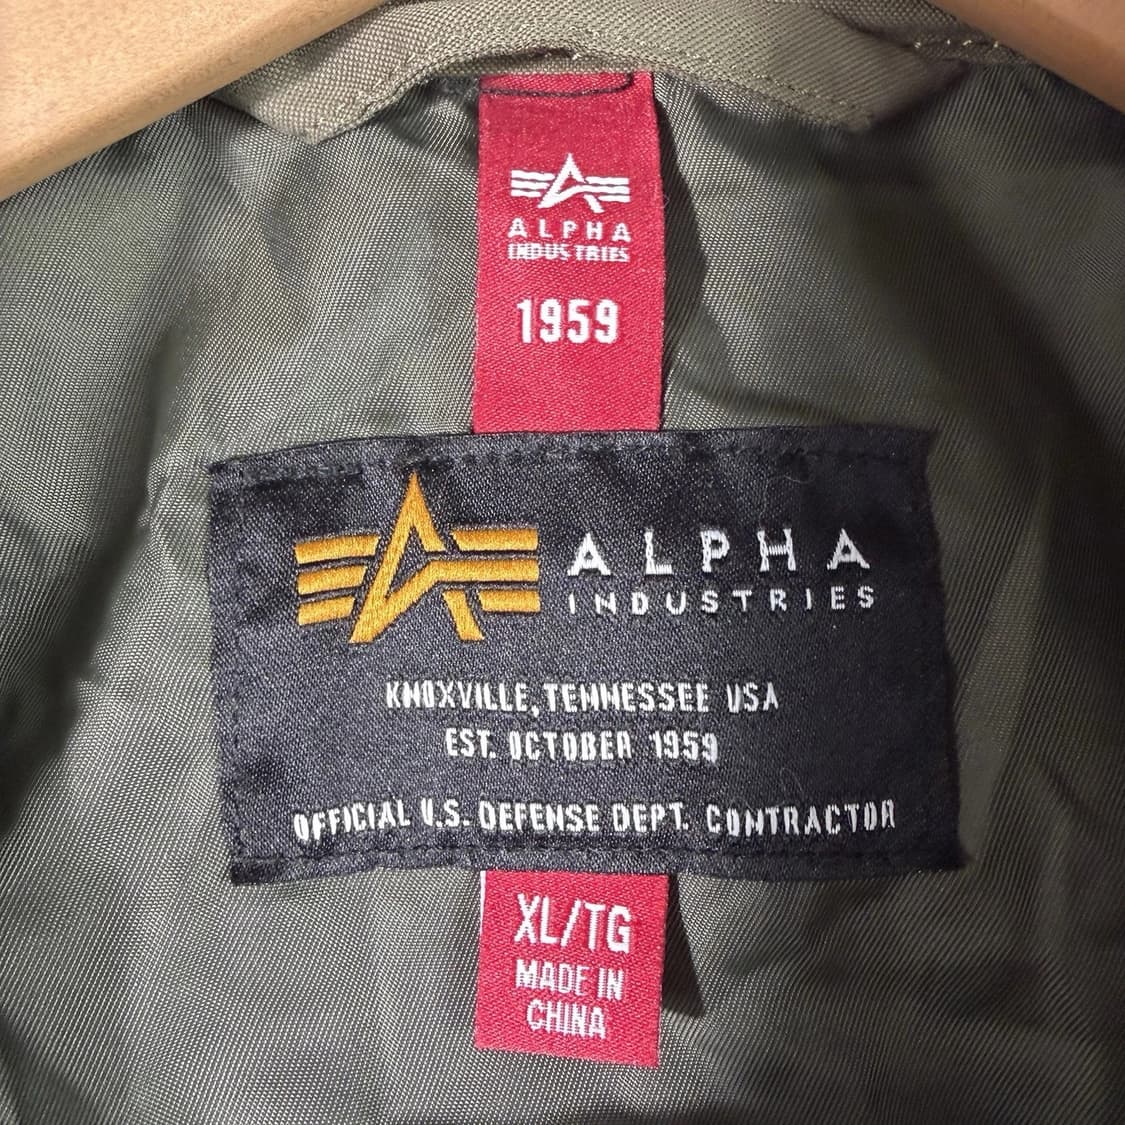 ALPHA
INDUSTRIES
1959
ALPHA
INDUSTRIES
KNOXVILLE, TENNESSEE USA
EST. OCTOBER 1959
OFFICIAL U.S. DEFENSE DEPT. CONTRACTOR
XL/TG
MADE IN
CHINA